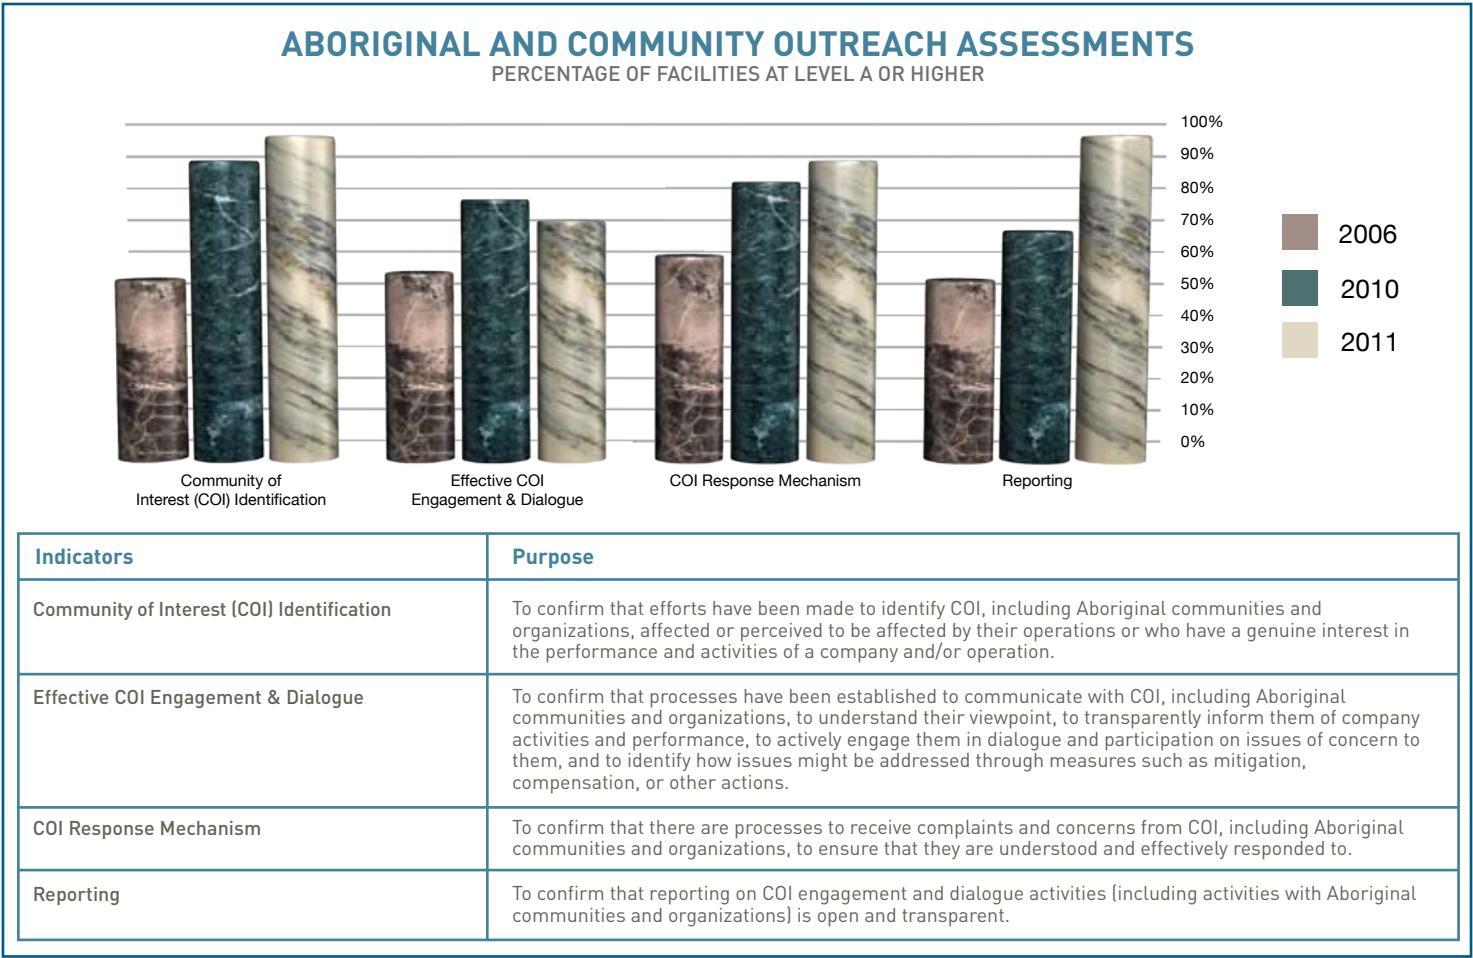 ABORIGINAL AND COMMUNITY OUTREACH ASSESSMENTS
PERCENTAGE OF FACILITIES AT LEVEL A OR HIGHER
100%
90%
80%
70%
60%
50%
40%
30%
20%
10%
0%
2006
2010
2011
Community of
Interest (COI) Identification
Effective COI
Engagement & Dialogue
COI Response Mechanism
Reporting
Indicators
Purpose
Community of Interest (COI) Identification
To confirm that efforts have been made to identify COI, including Aboriginal communities and
organizations, affected or perceived to be affected by their operations or who have a genuine interest in
the performance and activities of a company and/or operation.
Effective COI Engagement & Dialogue
To confirm that processes have been established to communicate with COI, including Aboriginal
communities and organizations, to understand their viewpoint, to transparently inform them of company
activities and performance, to actively engage them in dialogue and participation on issues of concern to
them, and to identify how issues might be addressed through measures such as mitigation,
compensation, or other actions.
COI Response Mechanism
To confirm that there are processes to receive complaints and concerns from COI, including Aboriginal
communities and organizations, to ensure that they are understood and effectively responded to.
Reporting
To confirm that reporting on COI engagement and dialogue activities (including activities with Aboriginal
communities and organizations) is open and transparent.